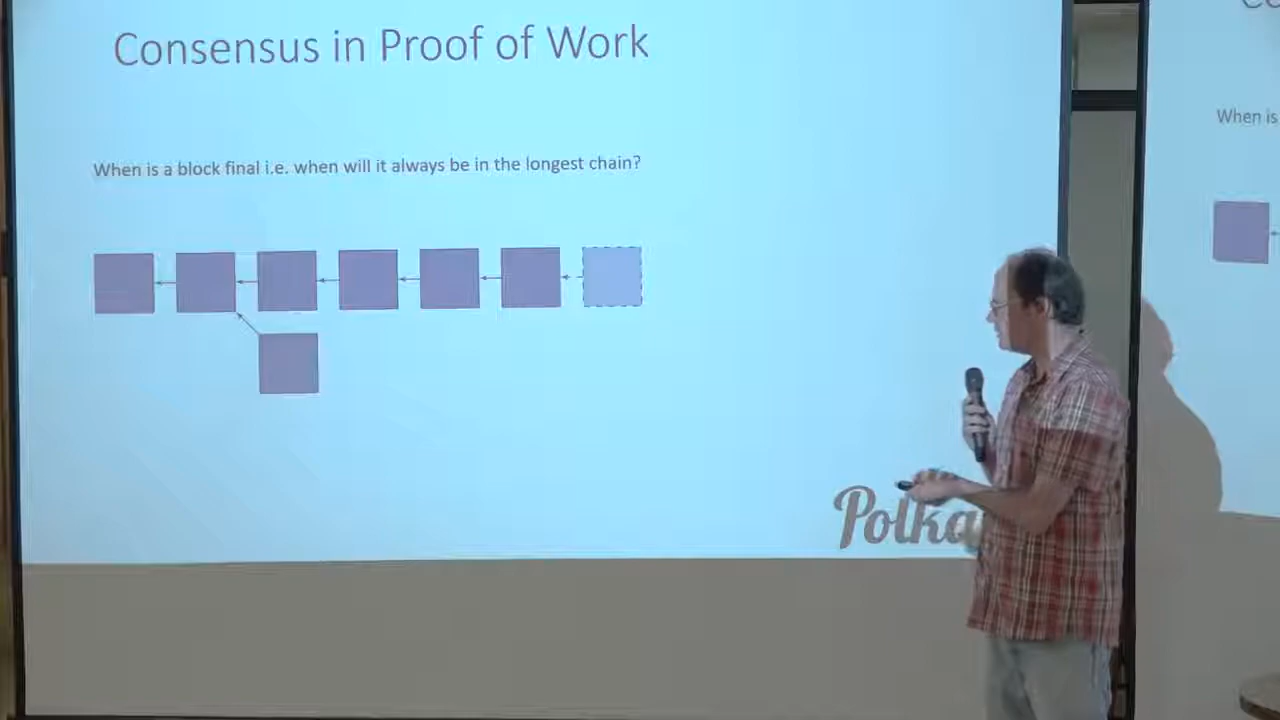 Consensus in Proof of Work
When is a block final i.e. when will it always be in the longest chain?
Polka
When is